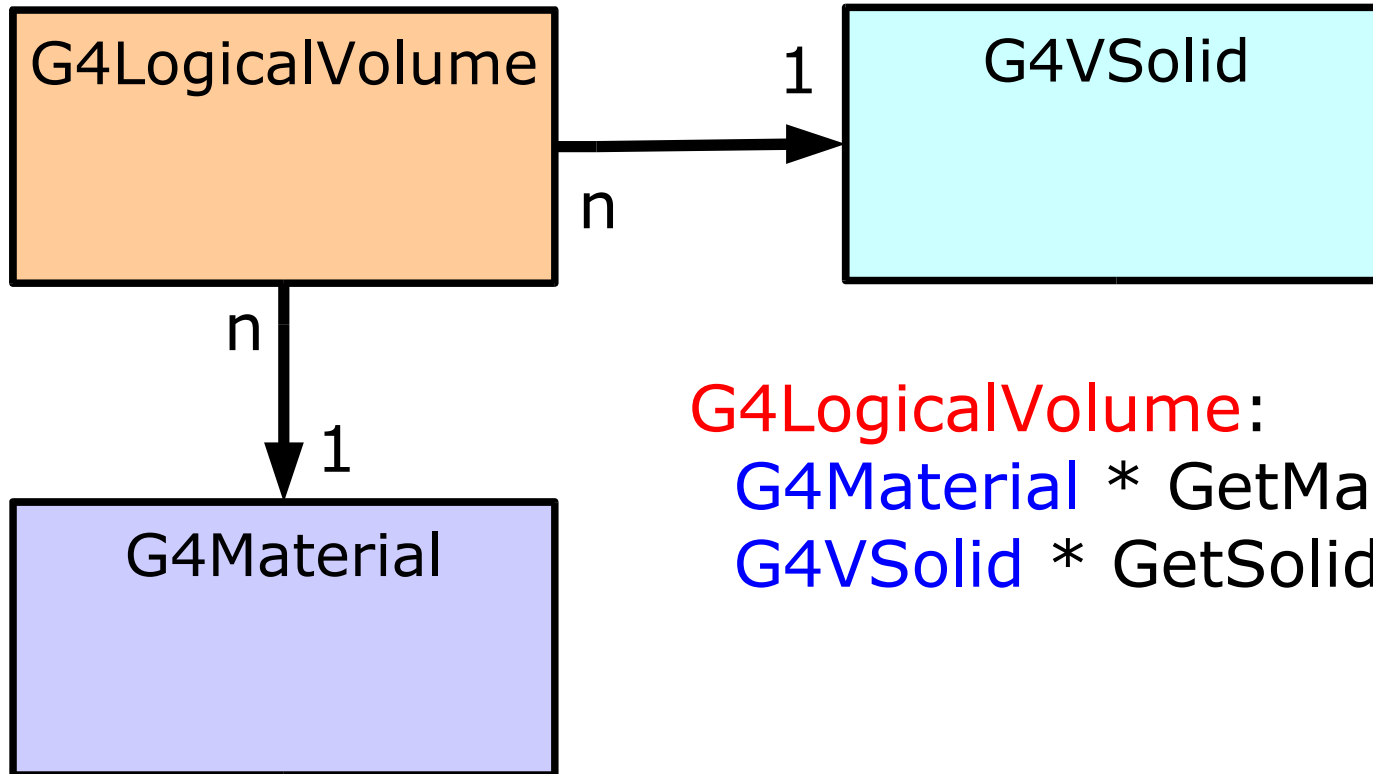 G4LogicalVolume
1
G4VSolid
n
n
1
G4Material
G4LogicalVolume:
G4Material * GetMa
G4VSolid * GetSolid